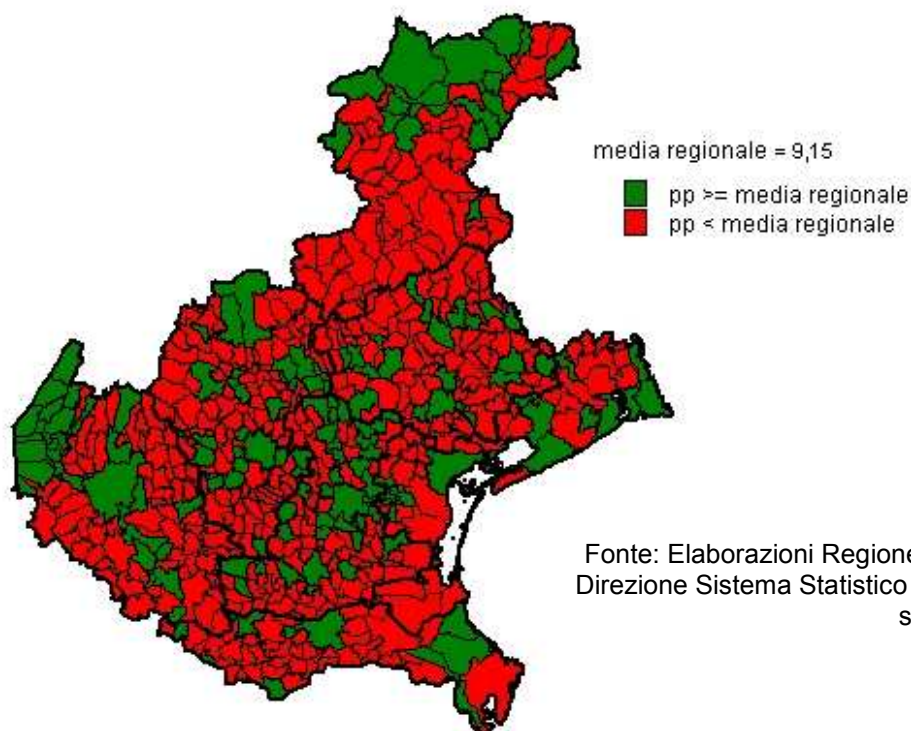 media regionale = 9,15
pp >= media regionale
pp < media regionale
Fonte: Elaborazioni Regione
Direzione Sistema Statistico
s